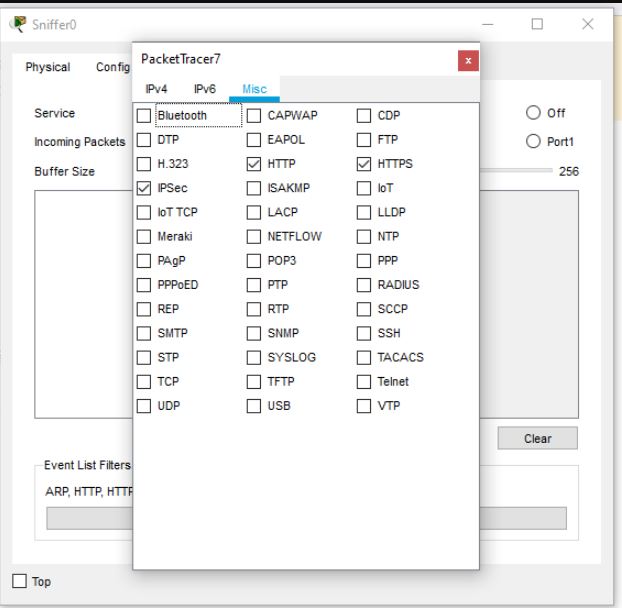 Sniffer0
PacketTracer7
x
Physical Config
IPv4 IPv6 Misc
Service
Off
Incoming Packets
Port1
Buffer Size
256
Bluetooth CAPWAP CDP
DTP EAPOL FTP
H.323 HTTP HTTPS
IPSec ISAKMP IoT
IoT TCP LACP LLDP
Meraki NETFLOW NTP
PAgP POP3 PPP
PPPoED PTP RADIUS
REP RTP SCCP
SMTP SNMP SSH
STP SYSLOG TACACS
TCP TFTP Telnet
UDP USB VTP
Clear
Event List Filters
ARP, HTTP,
Top